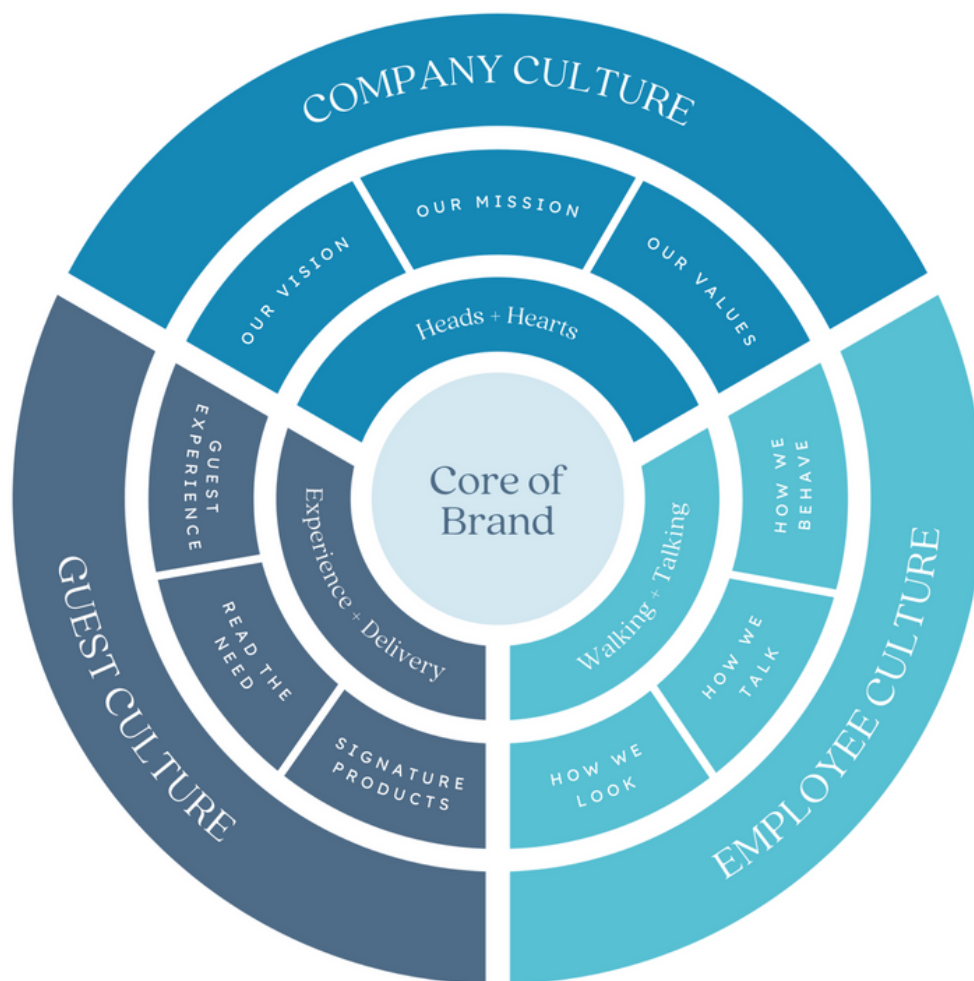 COMPANY CULTURE
OUR VISION
OUR MISSION
OUR VALUES
Heads + Hearts
Core of
Brand
GUEST
EXPERIENCE
READ THE
NEED
SIGNATURE
PRODUCTS
Experience + Delivery
GUEST CULTURE
HOW WE
BEHAVE
HOW WE
TALK
HOW WE
LOOK
Walking + Talking
EMPLOYEE CULTURE